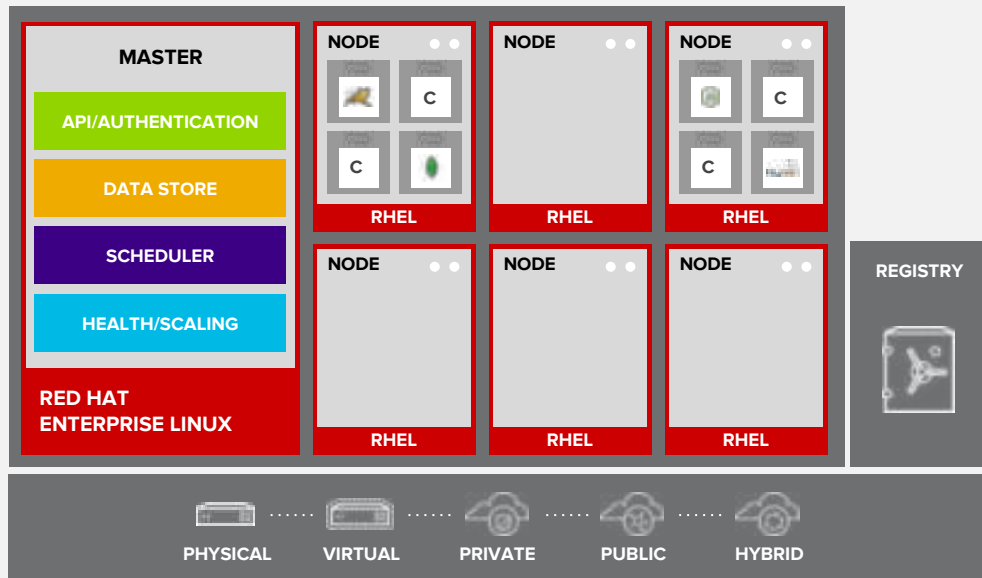 MASTER
API/AUTHENTICATION
DATA STORE
SCHEDULER
HEALTH/SCALING
RED HAT
ENTERPRISE LINUX
NODE
C
C
RHEL
NODE
RHEL
NODE
C
C
RHEL
NODE
RHEL
NODE
RHEL
NODE
RHEL
REGISTRY
PHYSICAL
VIRTUAL
PRIVATE
PUBLIC
HYBRID